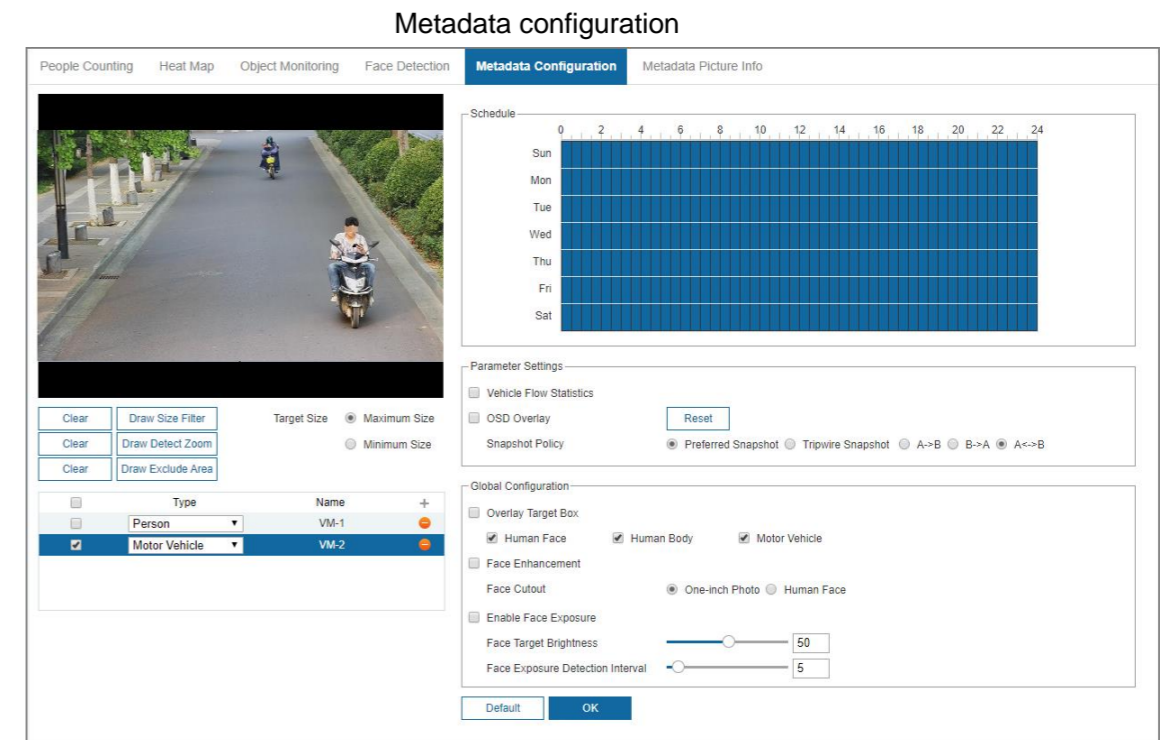 Metadata configuration
People Counting Heat Map Object Monitoring Face Detection Metadata Configuration Metadata Picture Info
Schedule
0 2 4 6 8 10 12 14 16 18 20 22 24
Sun
Mon
Tue
Wed
Thu
Fri
Sat
Parameter Settings
Vehicle Flow Statistics
OSD Overlay Reset
Snapshot Policy Preferred Snapshot Tripwire Snapshot A->B B->A A<->B
Clear Draw Size Filter Target Size Maximum Size
Clear Draw Detect Zoom Minimum Size
Clear Draw Exclude Area
Type Name +
Person VM-1
Motor Vehicle VM-2
Global Configuration
Overlay Target Box
Human Face Human Body Motor Vehicle
Face Enhancement
Face Cutout One-inch Photo Human Face
Enable Face Exposure
Face Target Brightness 50
Face Exposure Detection Interval 5
Default OK